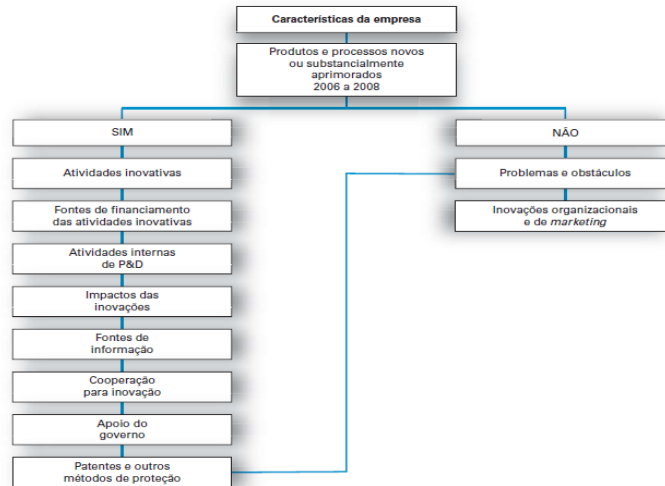 Características da empresa
Produtos e processos novos
ou substancialmente
aprimorados
2006 a 2008
SIM
Atividades inovativas
Fontes de financiamento
das atividades inovativas
Atividades internas
de P&D
Impactos das
inovações
Fontes de
informação
Cooperação
para inovação
Apoio do
governo
Patentes e outros
métodos de proteção
NÃO
Problemas e obstáculos
Inovações organizacionais
e de marketing